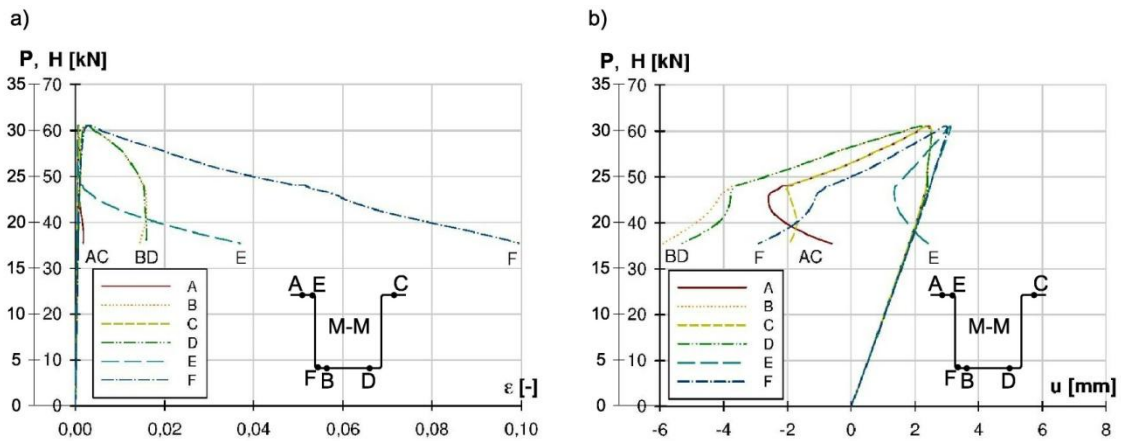 a)
P, H [kN]
35 70
30 60
25 50
20 40
15 30
10 20
5 10
0 0
0,00 0,02 0,04 0,06 0,08 0,10
ε [-]
AC BD E F
A
B
C
D
E
F
A E C
M-M
F B D
b)
P, H [kN]
35 70
30 60
25 50
20 40
15 30
10 20
5 10
0 0
-6 -4 -2 0 2 4 6 8
u [mm]
BD F AC E
A
B
C
D
E
F
A E C
M-M
F B D